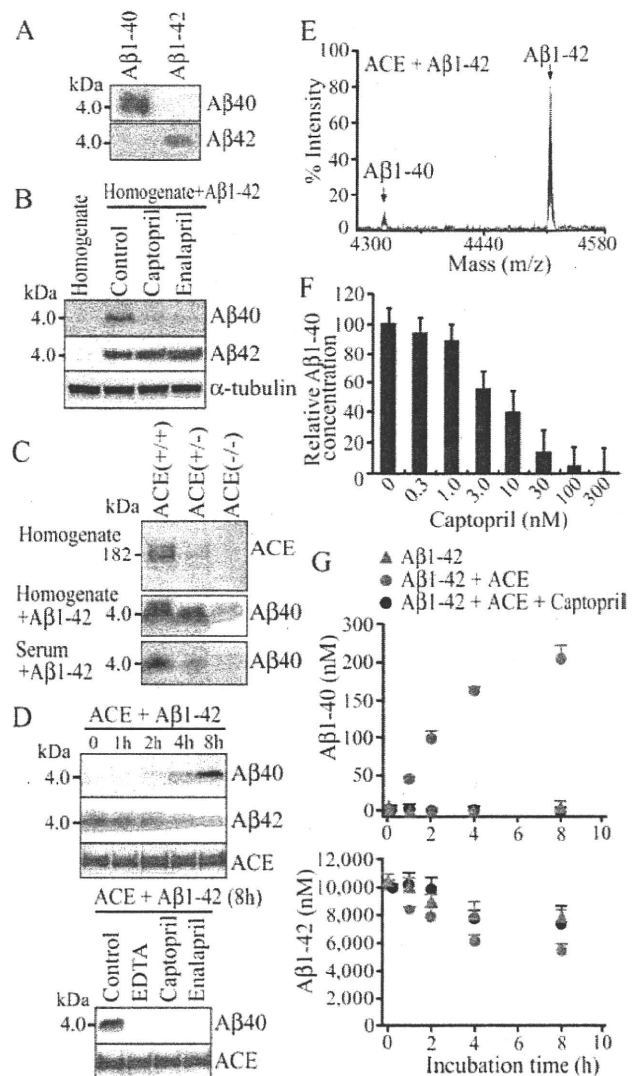 A
Aβ1-40
Aβ1-42
kDa
4.0
Aβ40
4.0
Aβ42
B
Homogenate
Homogenate+Aβ1-42
Control
Captopril
Enalapril
kDa
4.0
Aβ40
4.0
Aβ42
α-tubulin
C
ACE(+/+)
ACE(+/-)
ACE(-/-)
kDa
Homogenate
182
ACE
Homogenate
+Aβ1-42
4.0
Aβ40
Serum
+Aβ1-42
4.0
Aβ40
D
ACE + Aβ1-42
0 1h 2h 4h 8h
kDa
4.0
Aβ40
4.0
Aβ42
ACE
ACE + Aβ1-42 (8h)
Control
EDTA
Captopril
Enalapril
kDa
4.0
Aβ40
ACE
E
ACE + Aβ1-42
Aβ1-42
Aβ1-40
% Intensity
100
80
60
40
20
0
4300 4440 4580
Mass (m/z)
F
Relative Aβ1-40
concentration
120
100
80
60
40
20
0
0 0.3 1.0 3.0 10 30 100 300
Captopril (nM)
G
Aβ1-42
Aβ1-42 + ACE
Aβ1-42 + ACE + Captopril
Aβ1-40 (nM)
300
200
150
100
50
0
0 2 4 6 8 10
Aβ1-42 (nM)
12,000
10,000
8,000
6,000
4,000
2,000
0
0 2 4 6 8 10
Incubation time (h)